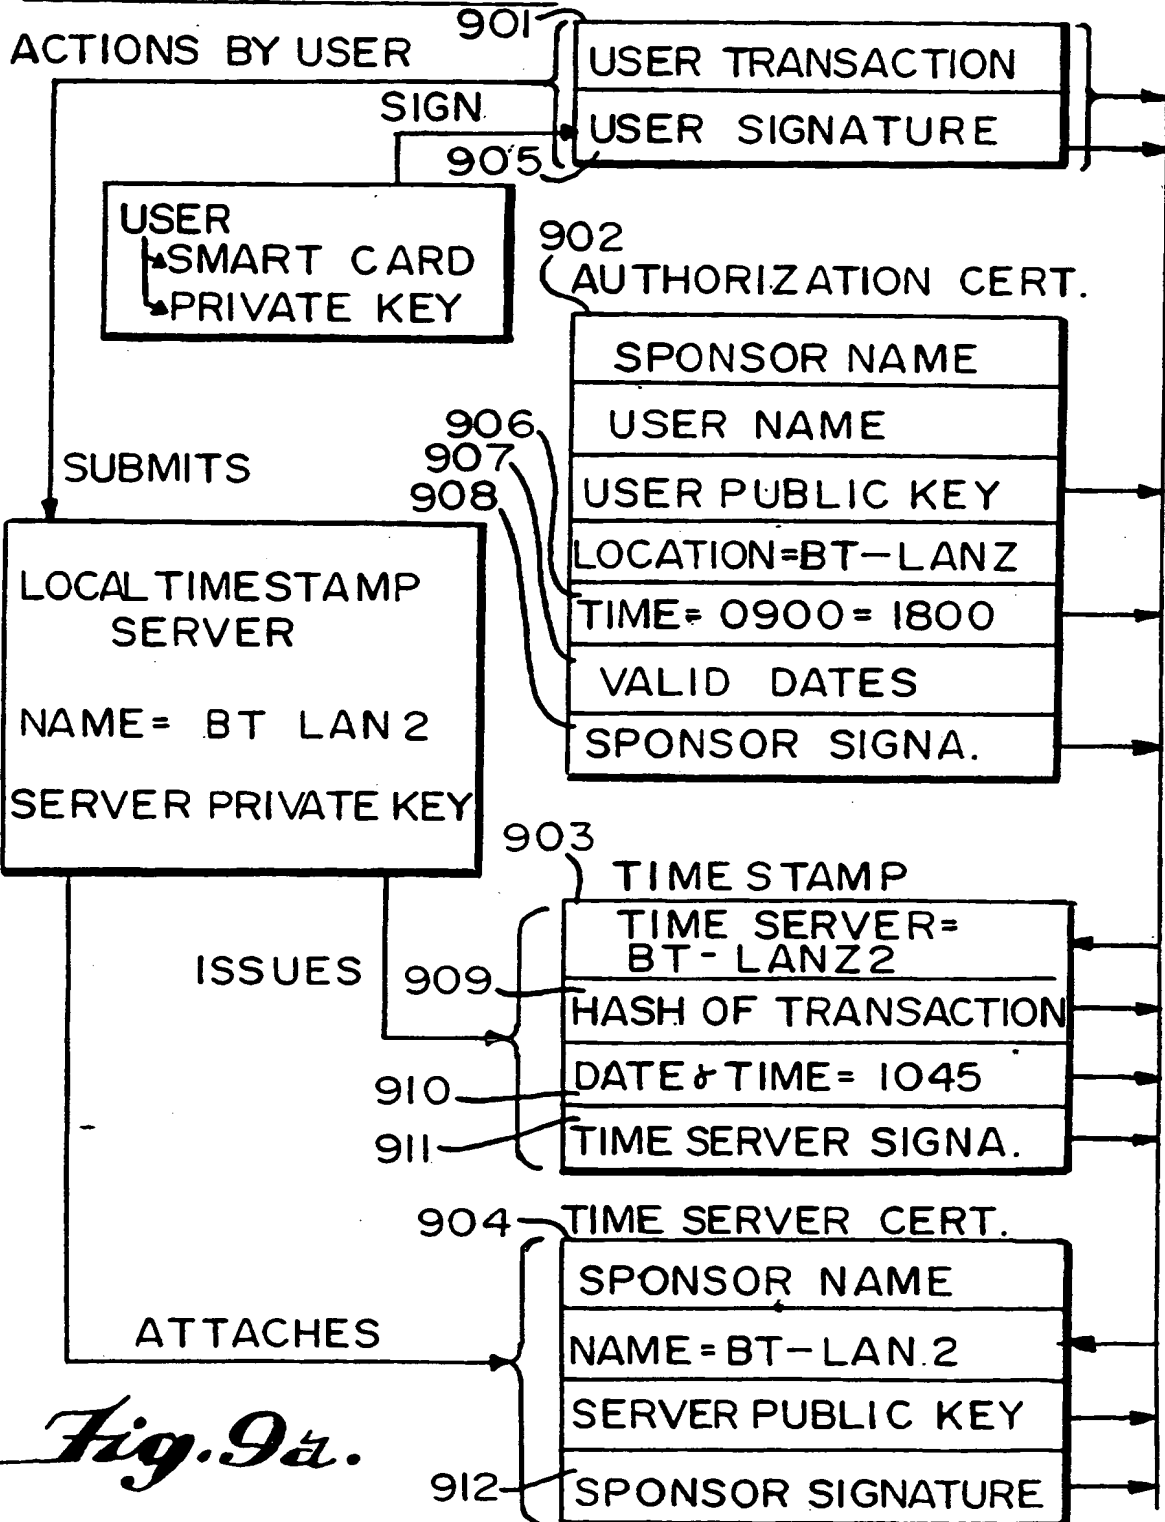 901
ACTIONS BY USER
USER TRANSACTION
SIGN
USER SIGNATURE
905
USER
SMART CARD
PRIVATE KEY
902
AUTHORIZATION CERT.
SPONSOR NAME
USER NAME
906
907
908
USER PUBLIC KEY
LOCATION=BT-LANZ
TIME= 0900= 1800
VALID DATES
SPONSOR SIGNA.
SUBMITS
LOCAL TIMESTAMP
SERVER
NAME= BT LAN 2
SERVER PRIVATE KEY
903
TIMESTAMP
TIME SERVER=
BT- LANZ2
ISSUES
909
HASH OF TRANSACTION
910
DATE & TIME= 1045
911
TIME SERVER SIGNA.
904
TIME SERVER CERT.
SPONSOR NAME
ATTACHES
NAME=BT-LAN.2
SERVER PUBLIC KEY
912
SPONSOR SIGNATURE
Fig. 9a.